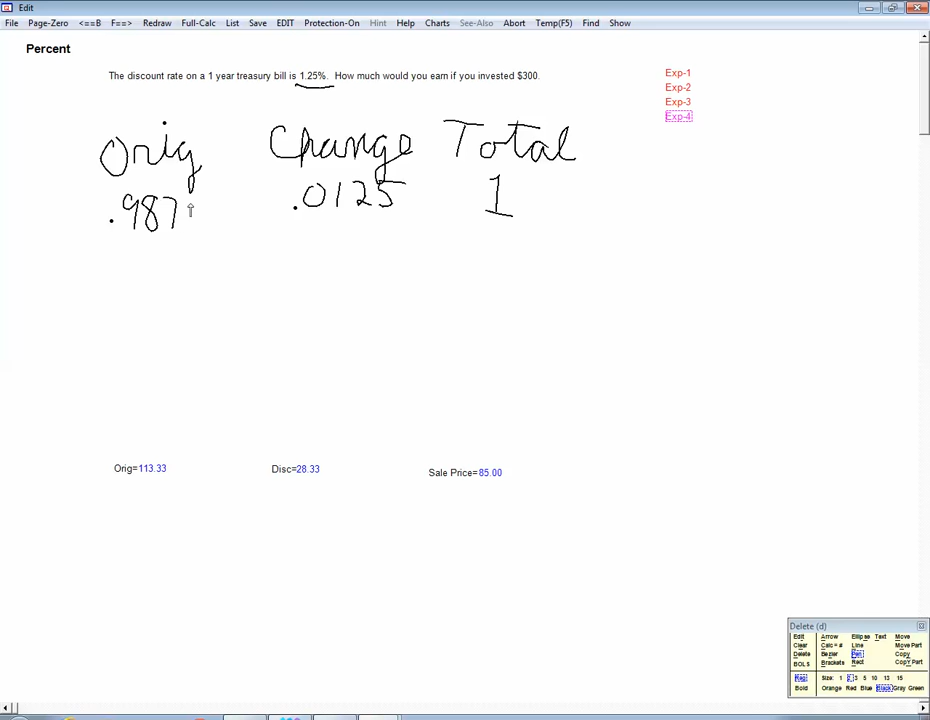 Edit
File Page-Zero <==B F==> Redraw Full-Calc List Save EDIT Protection-On Hint Help Charts See-Also Abort Temp(F5) Find Show
Percent
The discount rate on a 1 year treasury bill is 1.25%. How much would you earn if you invested $300.
Exp-1
Exp-2
Exp-3
Exp-4
Orig Change Total
.987 .0125 1
Orig=113.33 Disc=28.33 Sale Price=85.00
Delete (d)
Edit Arrow Ellipse Text Move
Clear Calc = # Line Move Part
Delete Bezier Pen Copy
BOLS Brackets Rect Copy Part
Reg Size: 1 2 3 5 10 13 15
Bold Orange Red Blue Black Gray Green